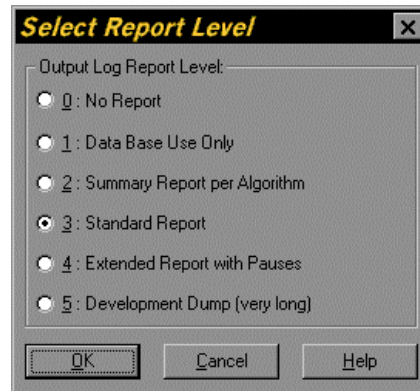 Select Report Level
Output Log Report Level:
0 : No Report
1 : Data Base Use Only
2 : Summary Report per Algorithm
3 : Standard Report
4 : Extended Report with Pauses
5 : Development Dump (very long)
OK Cancel Help